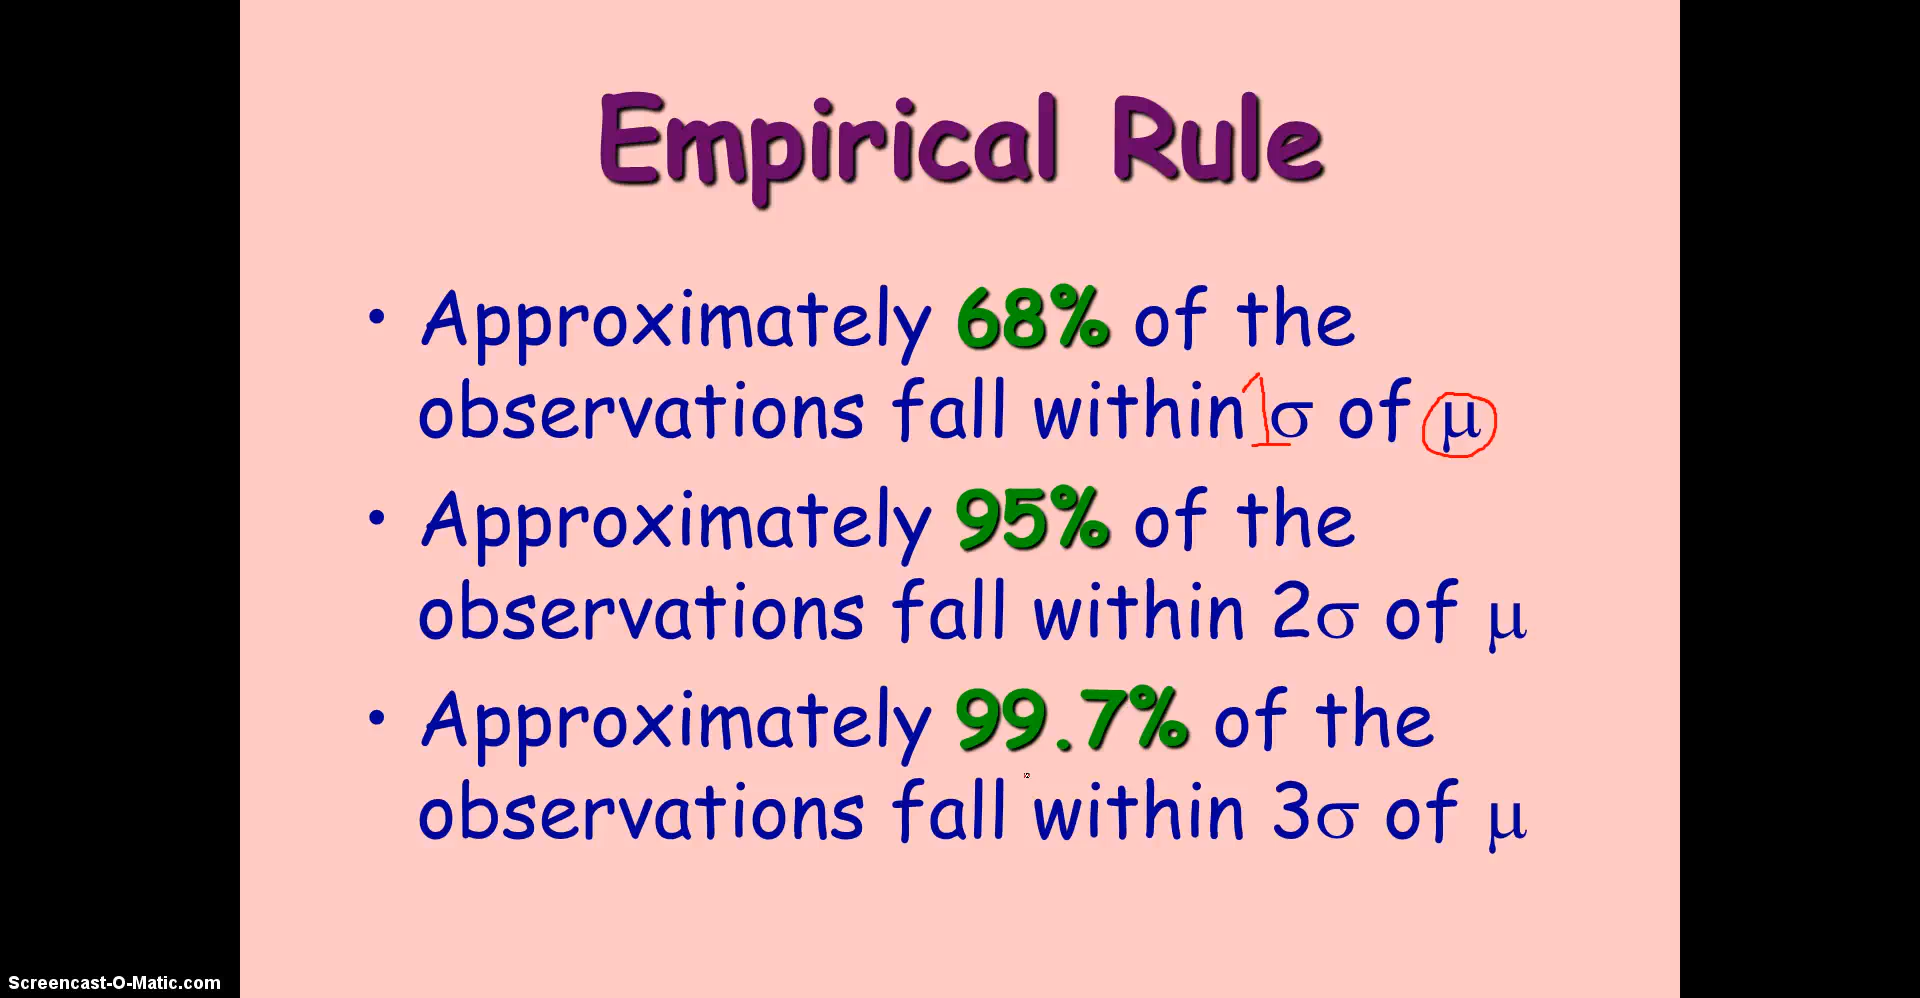 Empirical Rule
• Approximately 68% of the
observations fall within 1σ of μ
• Approximately 95% of the
observations fall within 2σ of μ
• Approximately 99.7% of the
observations fall within 3σ of μ
Screencast-O-Matic.com